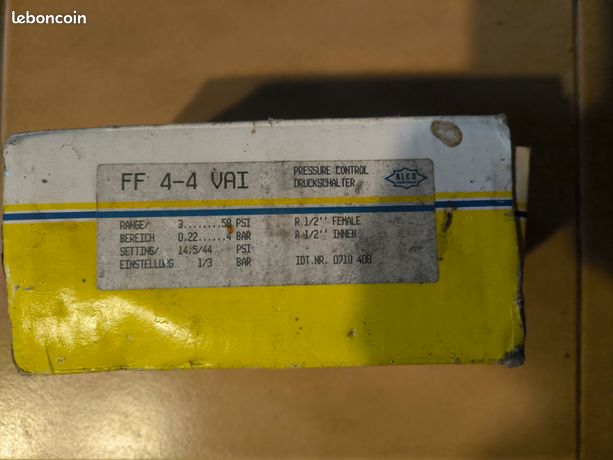 leboncoin
FF 4-4 VAI
PRESSURE CONTROL
DRUCKSCHALTER
ALCO
RANGE/ 3........58 PSI
BEREICH 0.22.....4 BAR
SETTING/ 14.5/44 PSI
EINSTELLUNG 1/3 BAR
R 1/2'' FEMALE
R 1/2'' INNEN
IDT.NR. 0710 408